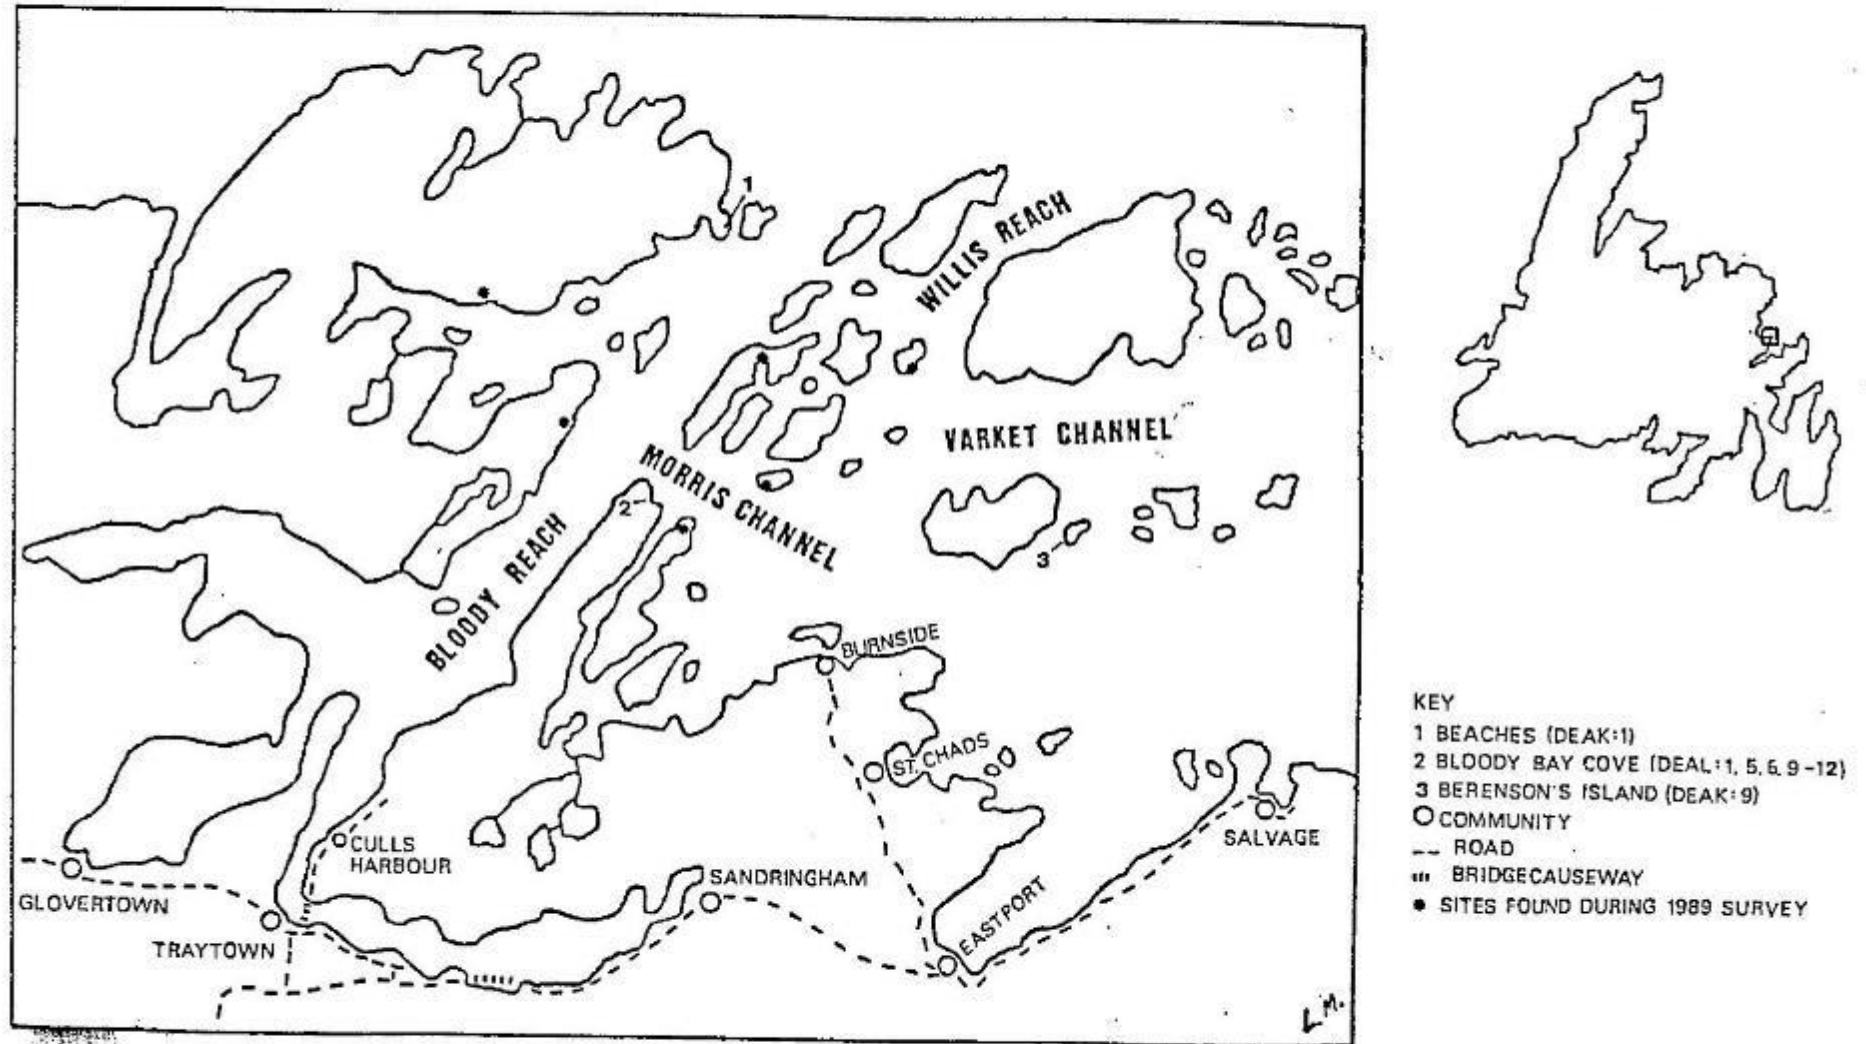 1
WILLIS REACH
VARKET CHANNEL
MORRIS CHANNEL
2
3
BLOODY REACH
BURNSIDE
ST. CHADS
SALVAGE
CULLS
HARBOUR
SANDRINGHAM
GLOVERTOWN
EASTPORT
TRAYTOWN
L M.
KEY
1 BEACHES (DEAK:1)
2 BLOODY BAY COVE (DEAL:1, 5, 6, 9-12)
3 BERENSON'S ISLAND (DEAK:9)
COMMUNITY
ROAD
BRIDGECAUSEWAY
SITES FOUND DURING 1989 SURVEY